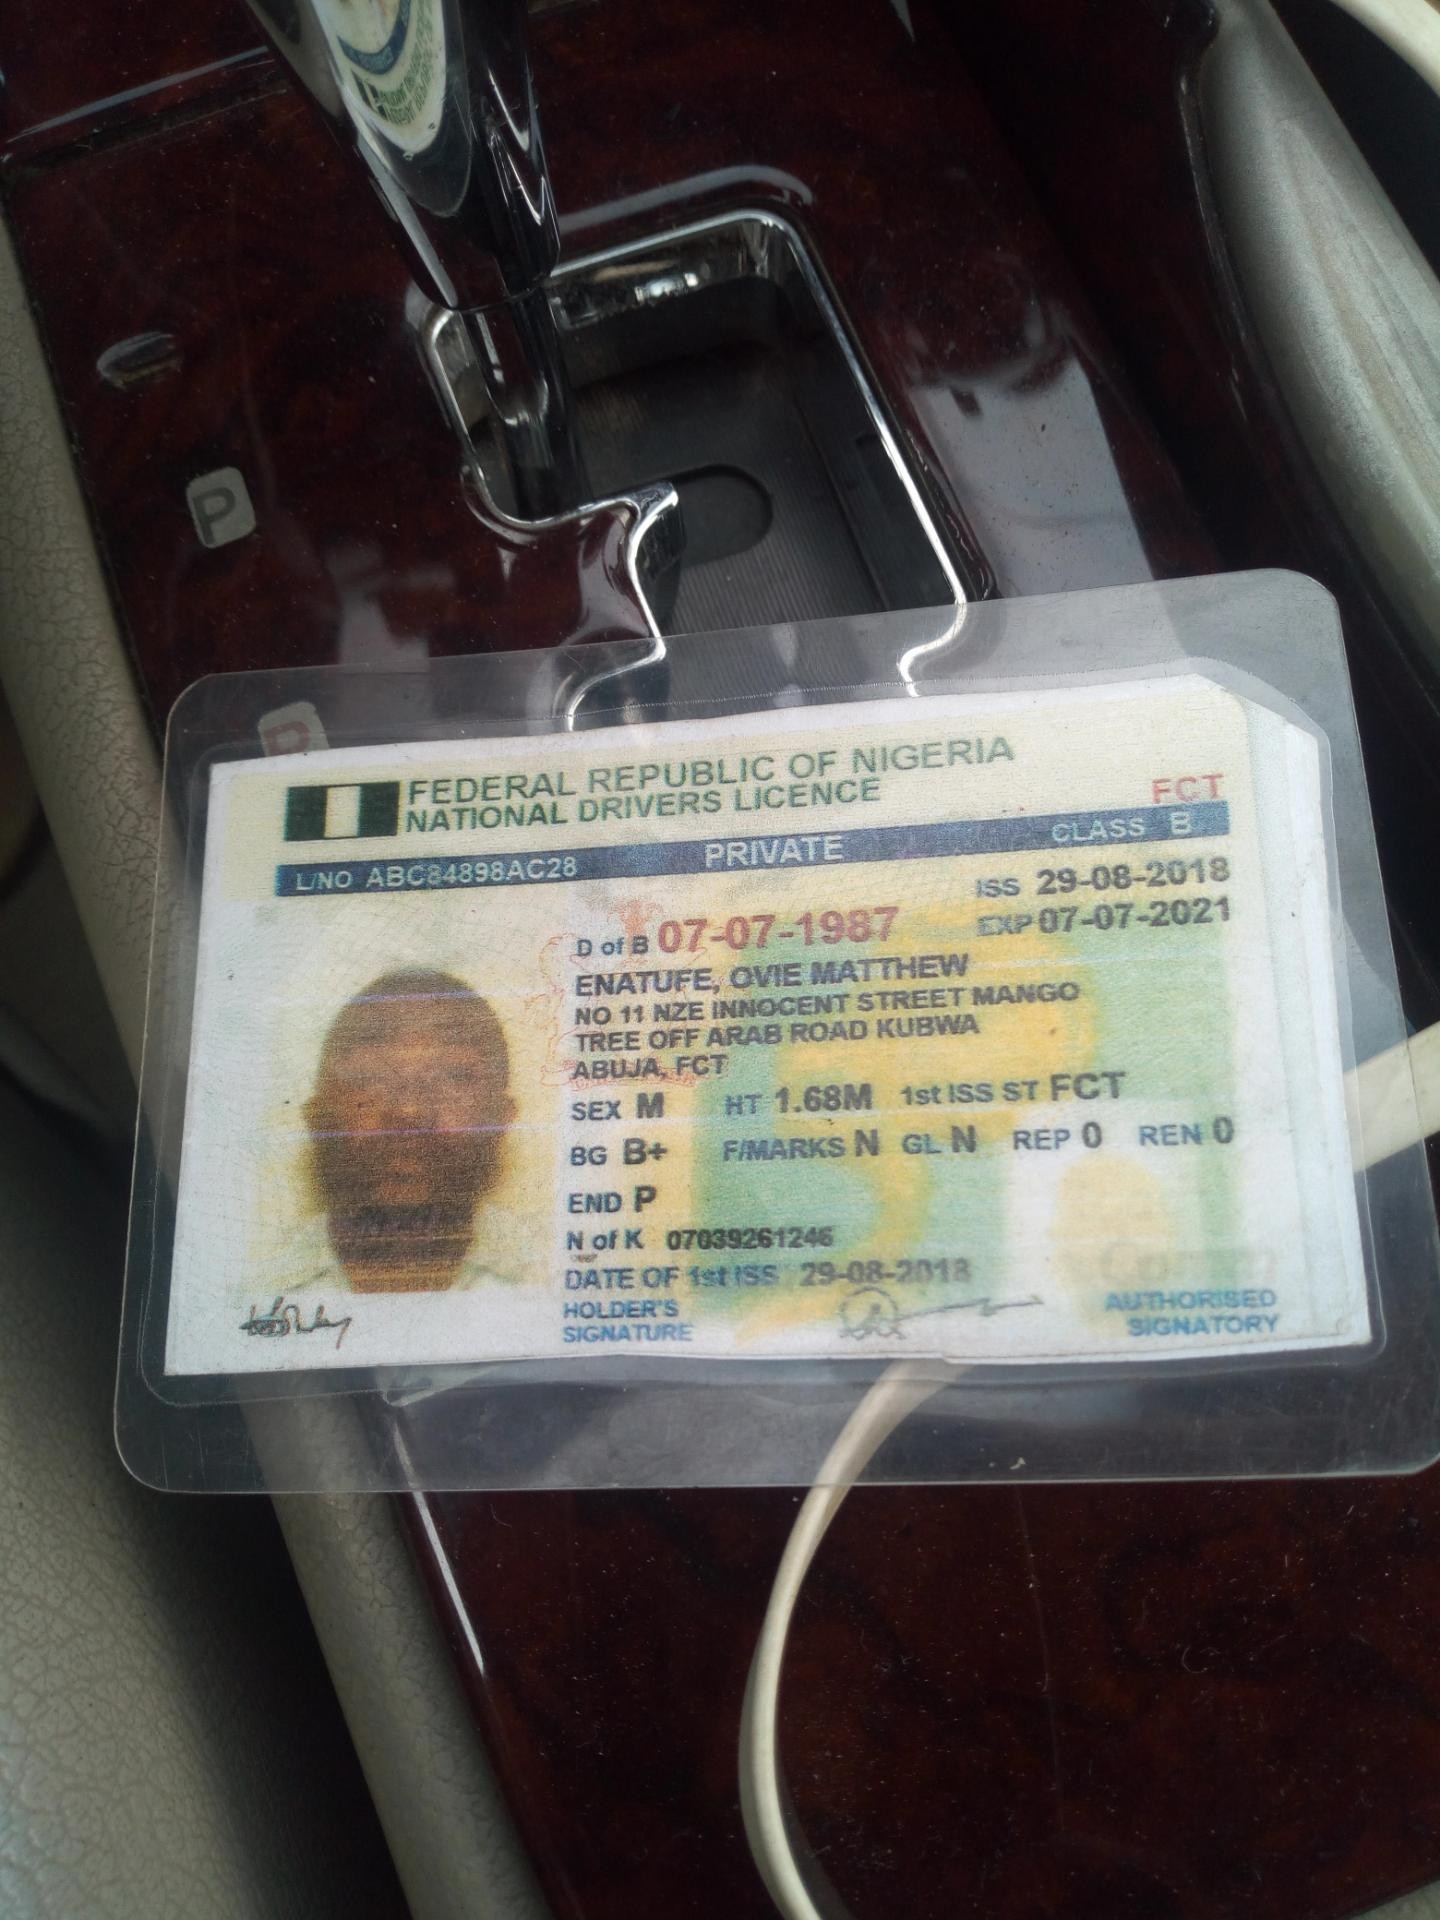 P
R
FEDERAL REPUBLIC OF NIGERIA
NATIONAL DRIVERS LICENCE
FCT
L/NO ABC84898AC28 PRIVATE CLASS B
ISS 29-08-2018
D of B 07-07-1987 EXP 07-07-2021
ENATUFE, OVIE MATTHEW
NO 11 NZE INNOCENT STREET MANGO
TREE OFF ARAB ROAD KUBWA
ABUJA, FCT
SEX M HT 1.68M 1st ISS ST FCT
BG B+ F/MARKS N GL N REP 0 REN 0
END P
N of K 07039261246
DATE OF 1st ISS 29-08-2018
HOLDER'S
SIGNATURE
AUTHORISED
SIGNATORY